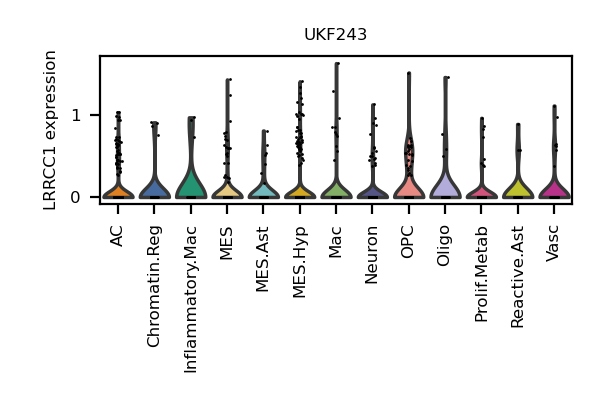 UKF243
LRRCC1 expression
1
0
AC
Chromatin.Reg
Inflammatory.Mac
MES
MES.Ast
MES.Hyp
Mac
Neuron
OPC
Oligo
Prolif.Metab
Reactive.Ast
Vasc